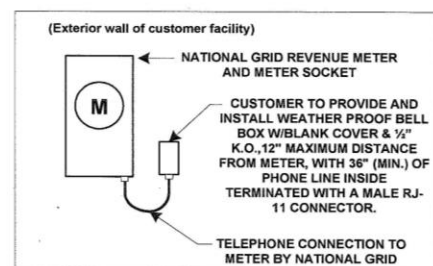 (Exterior wall of customer facility)
NATIONAL GRID REVENUE METER
AND METER SOCKET
M
CUSTOMER TO PROVIDE AND
INSTALL WEATHER PROOF BELL
BOX W/BLANK COVER & ½"
K.O.,12" MAXIMUM DISTANCE
FROM METER, WITH 36" (MIN.) OF
PHONE LINE INSIDE
TERMINATED WITH A MALE RJ-
11 CONNECTOR.
TELEPHONE CONNECTION TO
METER BY NATIONAL GRID